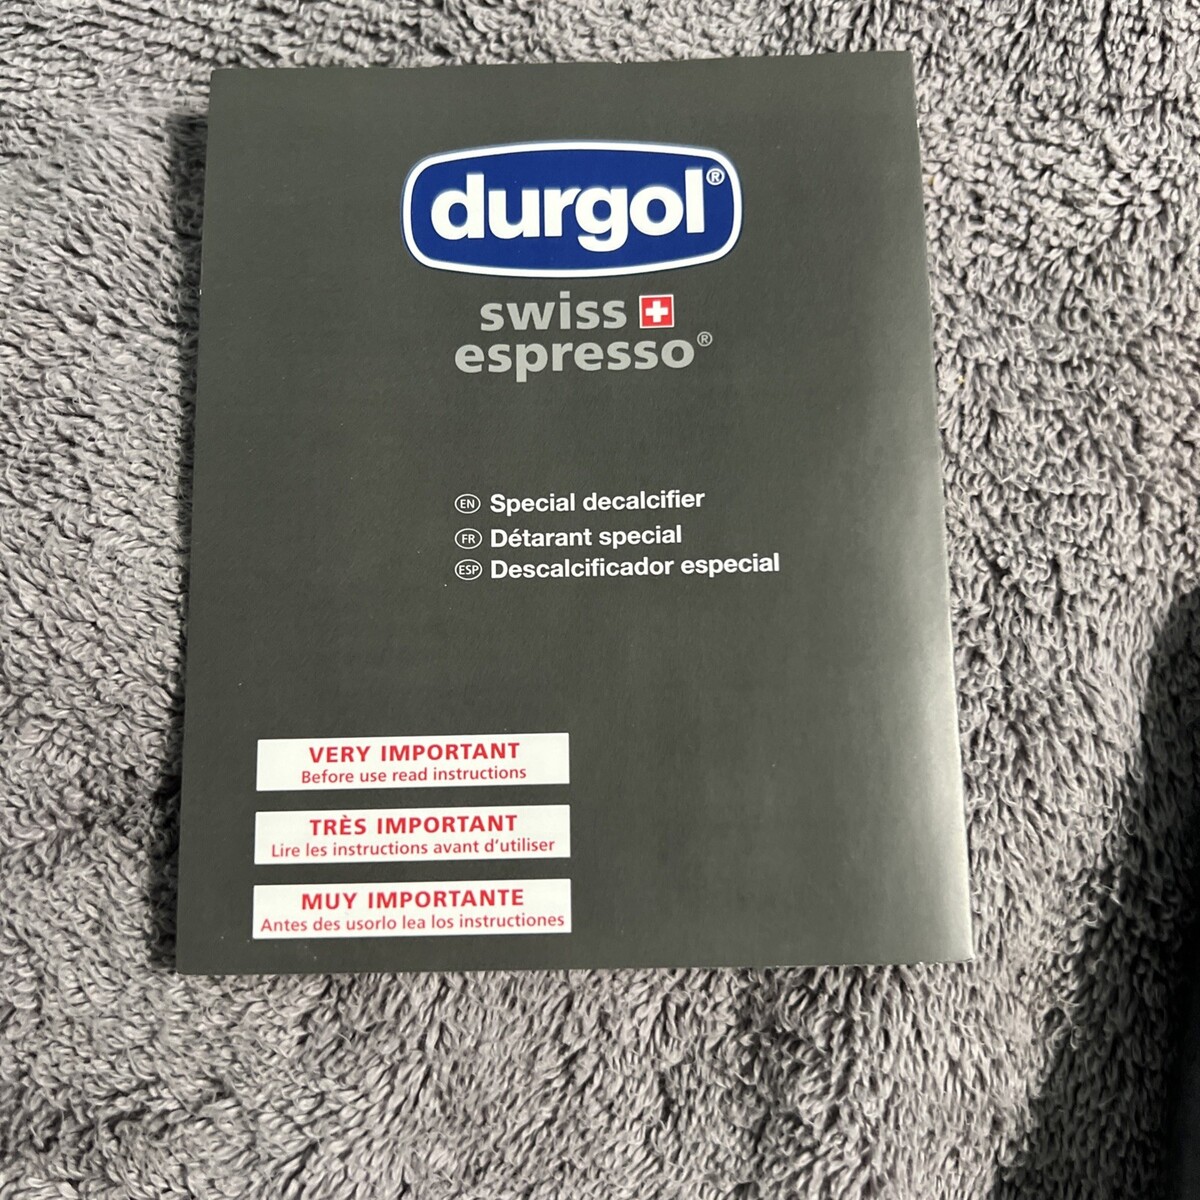 durgol®
swiss
espresso®
EN Special decalcifier
FR Détarant special
ESP Descalcificador especial
VERY IMPORTANT
Before use read instructions
TRÈS IMPORTANT
Lire les instructions avant d'utiliser
MUY IMPORTANTE
Antes des usorlo lea los instructiones